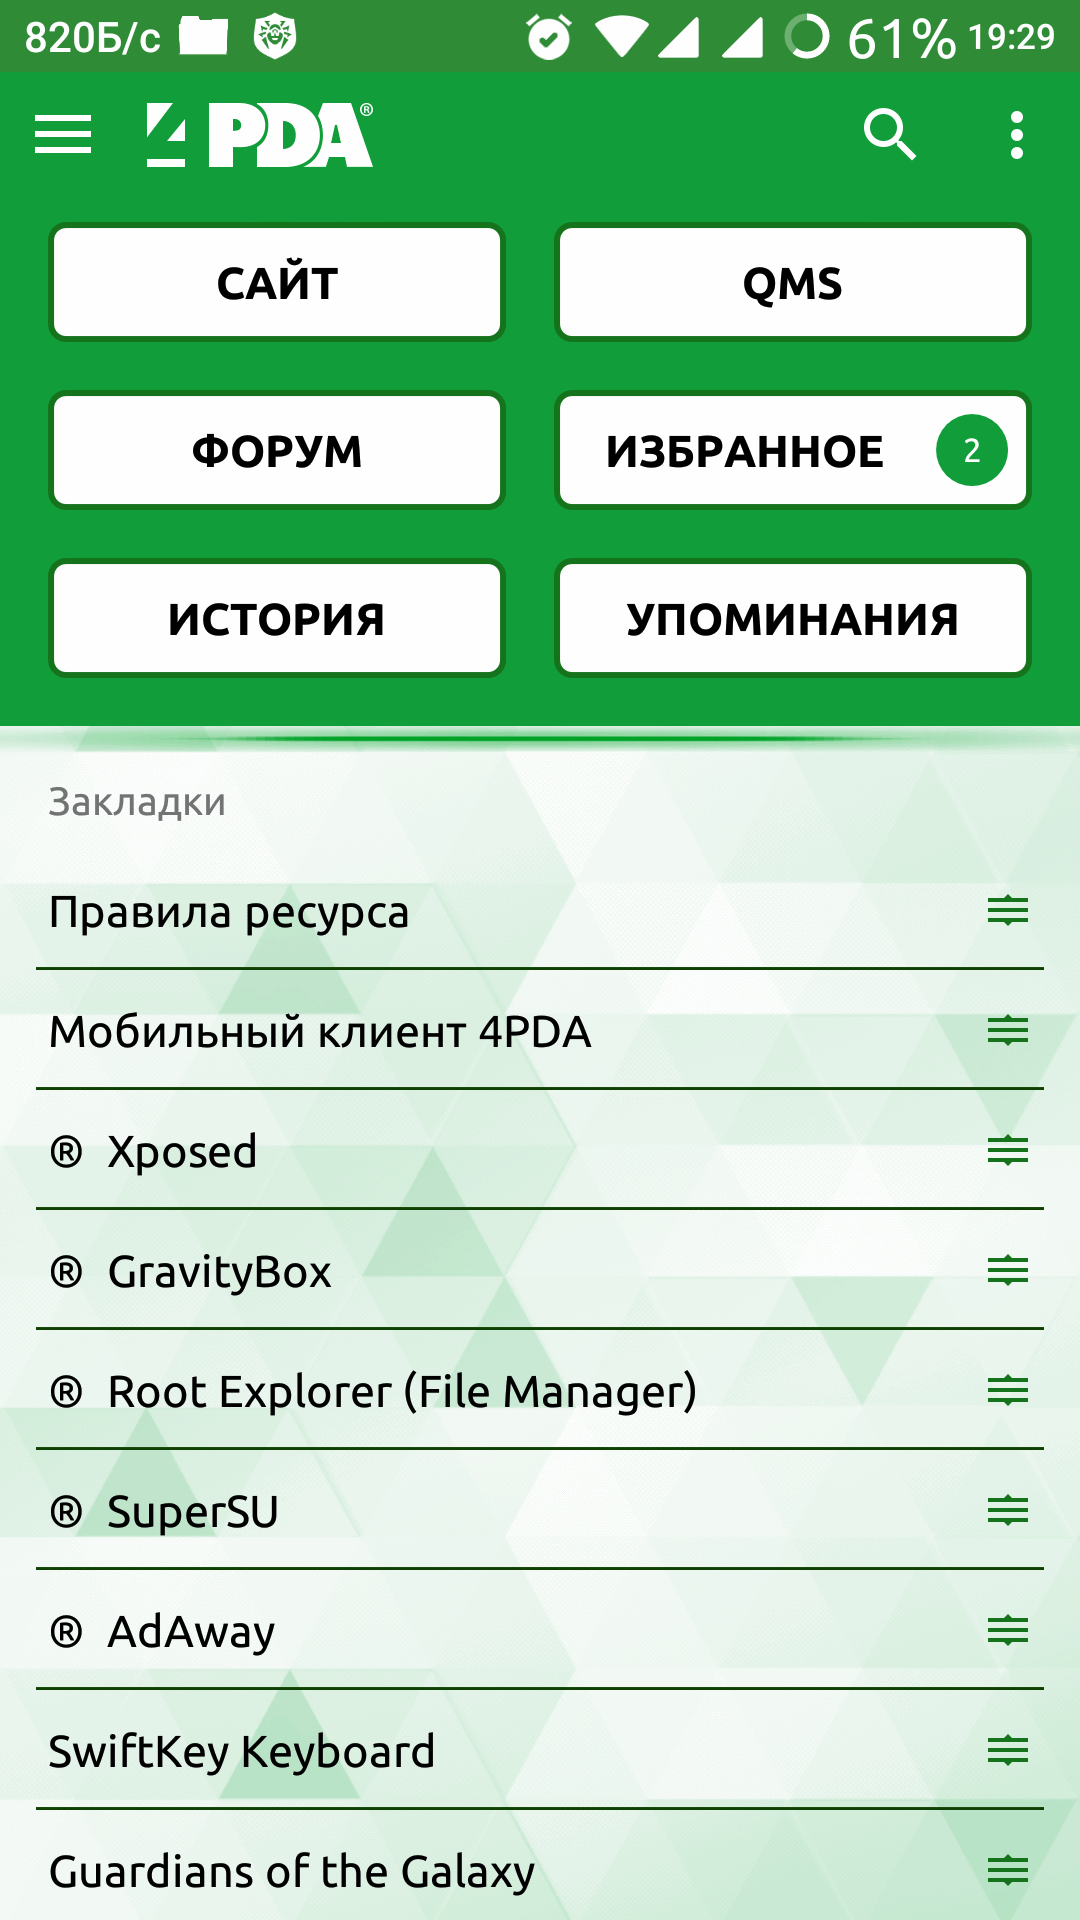 820Б/с 61% 19:29
4PDA®
САЙТ QMS
ФОРУМ ИЗБРАННОЕ 2
ИСТОРИЯ УПОМИНАНИЯ
Закладки
Правила ресурса
Мобильный клиент 4PDA
® Xposed
® GravityBox
® Root Explorer (File Manager)
® SuperSU
® AdAway
SwiftKey Keyboard
Guardians of the Galaxy